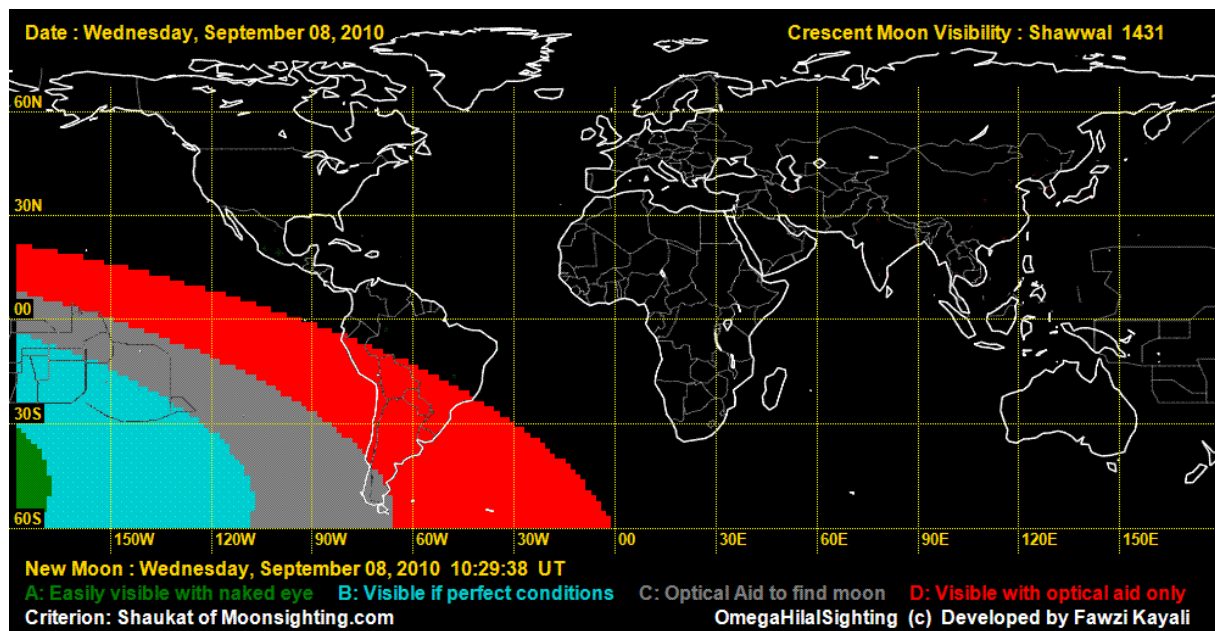 Date : Wednesday, September 08, 2010
Crescent Moon Visibility : Shawwal 1431
60N
30N
00
30S
60S
150W 120W 90W 60W 30W 00 30E 60E 90E 120E 150E
New Moon : Wednesday, September 08, 2010 10:29:38 UT
A: Easily visible with naked eye B: Visible if perfect conditions C: Optical Aid to find moon D: Visible with optical aid only
Criterion: Shaukat of Moonsighting.com OmegaHilalSighting (c) Developed by Fawzi Kayali